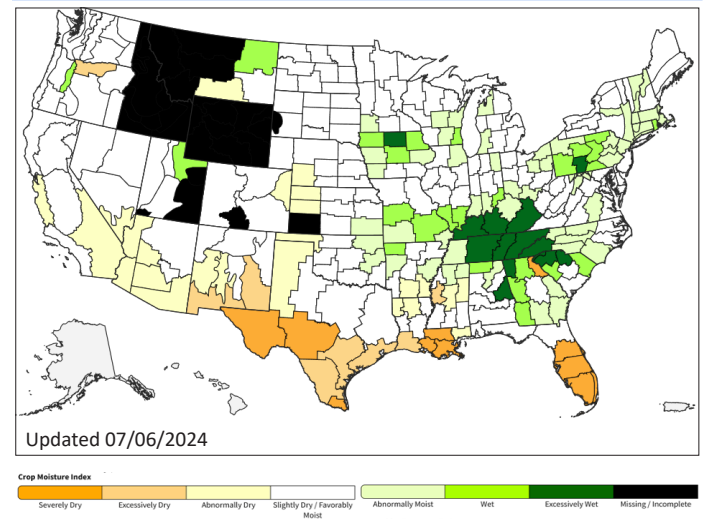 Updated 07/06/2024
Crop Moisture Index
Severely Dry
Excessively Dry
Abnormally Dry
Slightly Dry / Favorably
Moist
Abnormally Moist
Wet
Excessively Wet
Missing / Incomplete